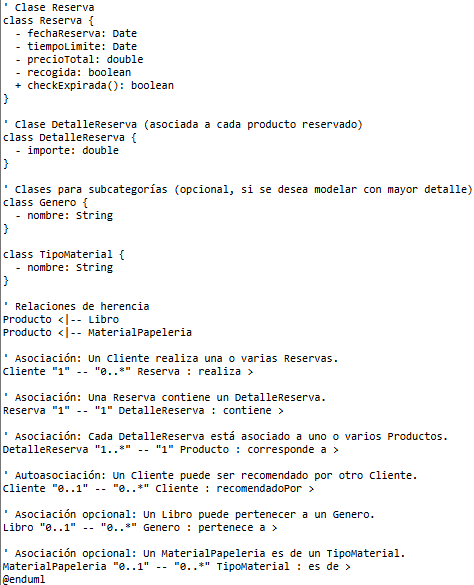 ' Clase Reserva
class Reserva {
- fechaReserva: Date
- tiempoLimite: Date
- precioTotal: double
- recogida: boolean
+ checkExpirada(): boolean
}
' Clase DetalleReserva (asociada a cada producto reservado)
class DetalleReserva {
- importe: double
}
' Clases para subcategorías (opcional, si se desea modelar con mayor detalle)
class Genero {
- nombre: String
}
class TipoMaterial {
- nombre: String
}
' Relaciones de herencia
Producto <|-- Libro
Producto <|-- MaterialPapeleria
' Asociación: Un Cliente realiza una o varias Reservas.
Cliente "1" -- "0..*" Reserva : realiza >
' Asociación: Una Reserva contiene un DetalleReserva.
Reserva "1" -- "1" DetalleReserva : contiene >
' Asociación: Cada DetalleReserva está asociado a uno o varios Productos.
DetalleReserva "1..*" -- "1" Producto : corresponde a >
' Autoasociación: Un Cliente puede ser recomendado por otro Cliente.
Cliente "0..1" -- "0..*" Cliente : recomendadoPor >
' Asociación opcional: Un Libro puede pertenecer a un Genero.
Libro "0..1" -- "0..*" Genero : pertenece a >
' Asociación opcional: Un MaterialPapeleria es de un TipoMaterial.
MaterialPapeleria "0..1" -- "0..*" TipoMaterial : es de >
@enduml